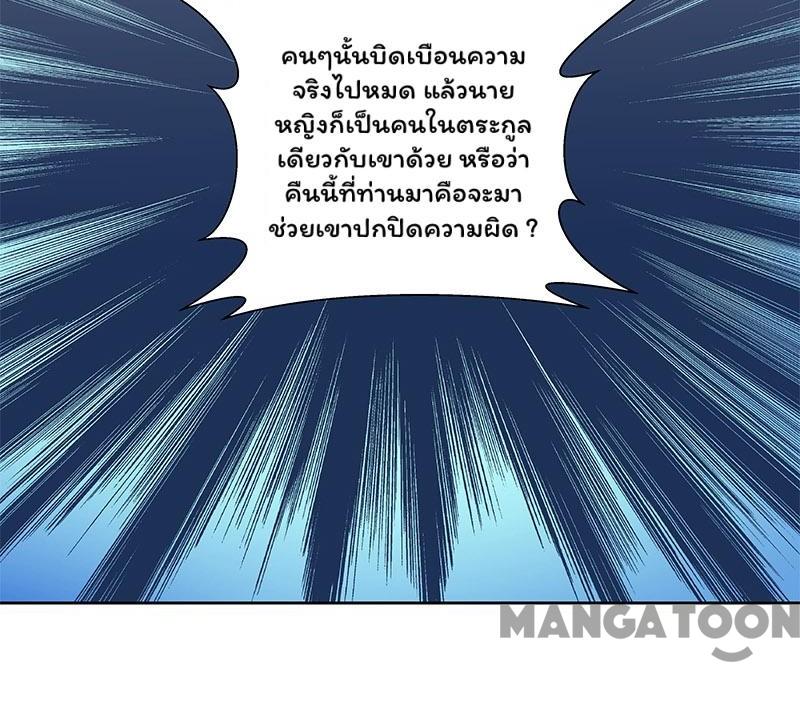 คนๆนั้นบิดเบือนความ
จริงไปหมด แล้วนาย
หญิงก็เป็นคนในตระกูล
เดียวกับเขาด้วย หรือว่า
คืนนี้ที่ท่านมาคือจะมา
ช่วยเขาปกปิดความผิด ?
MANGATOON